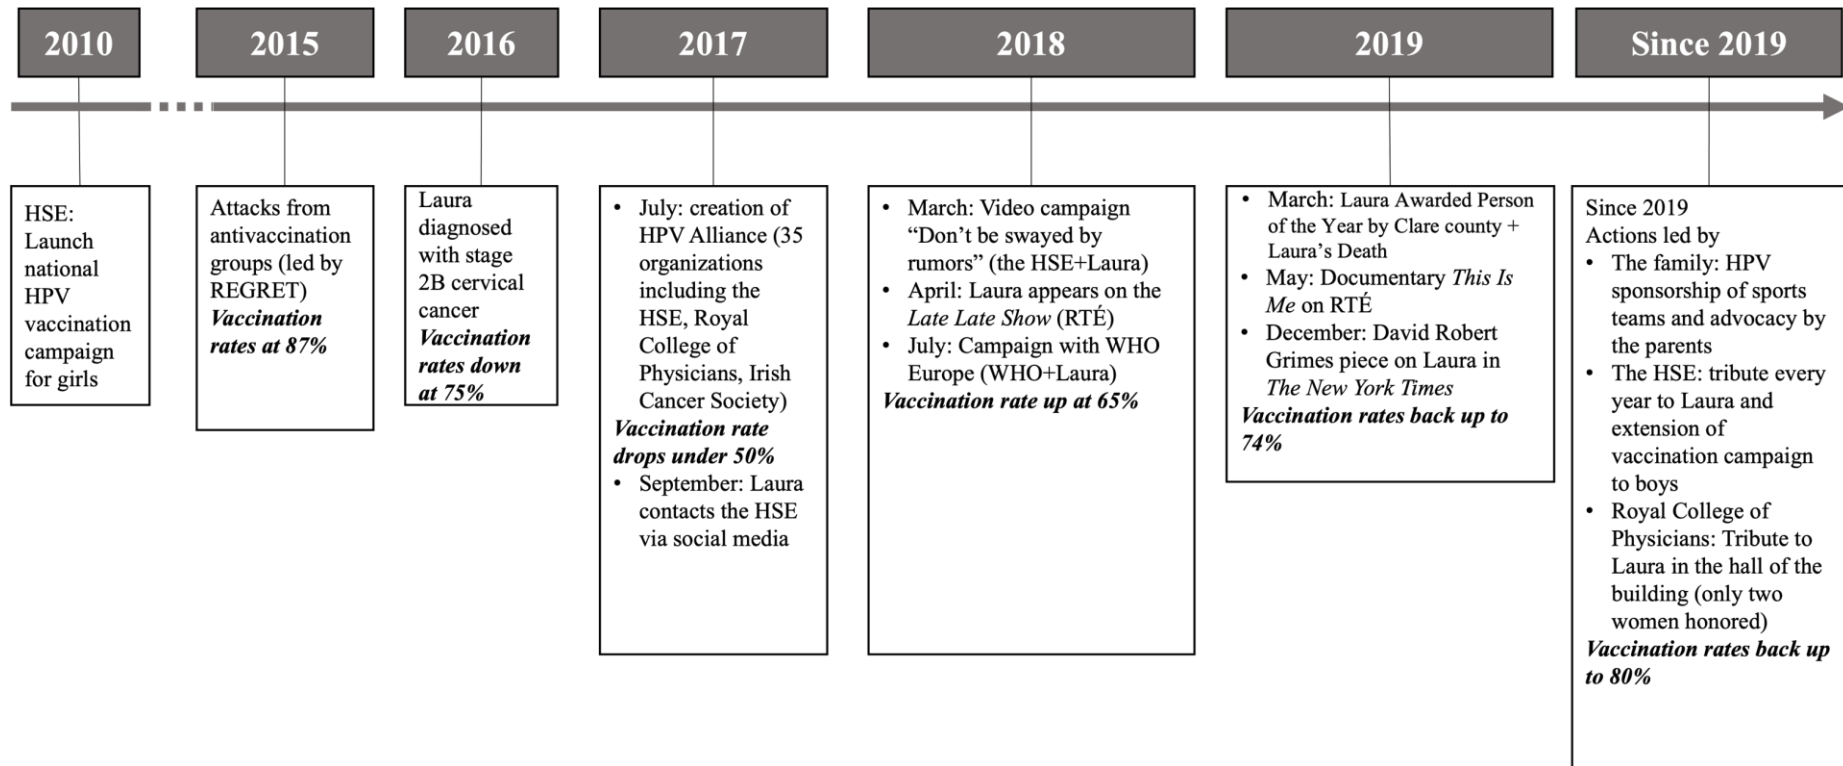 2010
2015
2016
2017
2018
2019
Since 2019
HSE:
Launch
national
HPV
vaccination
campaign
for girls
Attacks from
antivaccination
groups (led by
REGRET)
Vaccination
rates at 87%
Laura
diagnosed
with stage
2B cervical
cancer
Vaccination
rates down
at 75%
• July: creation of
HPV Alliance (35
organizations
including the
HSE, Royal
College of
Physicians, Irish
Cancer Society)
Vaccination rate
drops under 50%
• September: Laura
contacts the HSE
via social media
• March: Video campaign
“Don’t be swayed by
rumors” (the HSE+Laura)
• April: Laura appears on the
Late Late Show (RTÉ)
• July: Campaign with WHO
Europe (WHO+Laura)
Vaccination rate up at 65%
• March: Laura Awarded Person
of the Year by Clare county +
Laura’s Death
• May: Documentary This Is
Me on RTÉ
• December: David Robert
Grimes piece on Laura in
The New York Times
Vaccination rates back up to
74%
Since 2019
Actions led by
• The family: HPV
sponsorship of sports
teams and advocacy by
the parents
• The HSE: tribute every
year to Laura and
extension of
vaccination campaign
to boys
• Royal College of
Physicians: Tribute to
Laura in the hall of the
building (only two
women honored)
Vaccination rates back up
to 80%